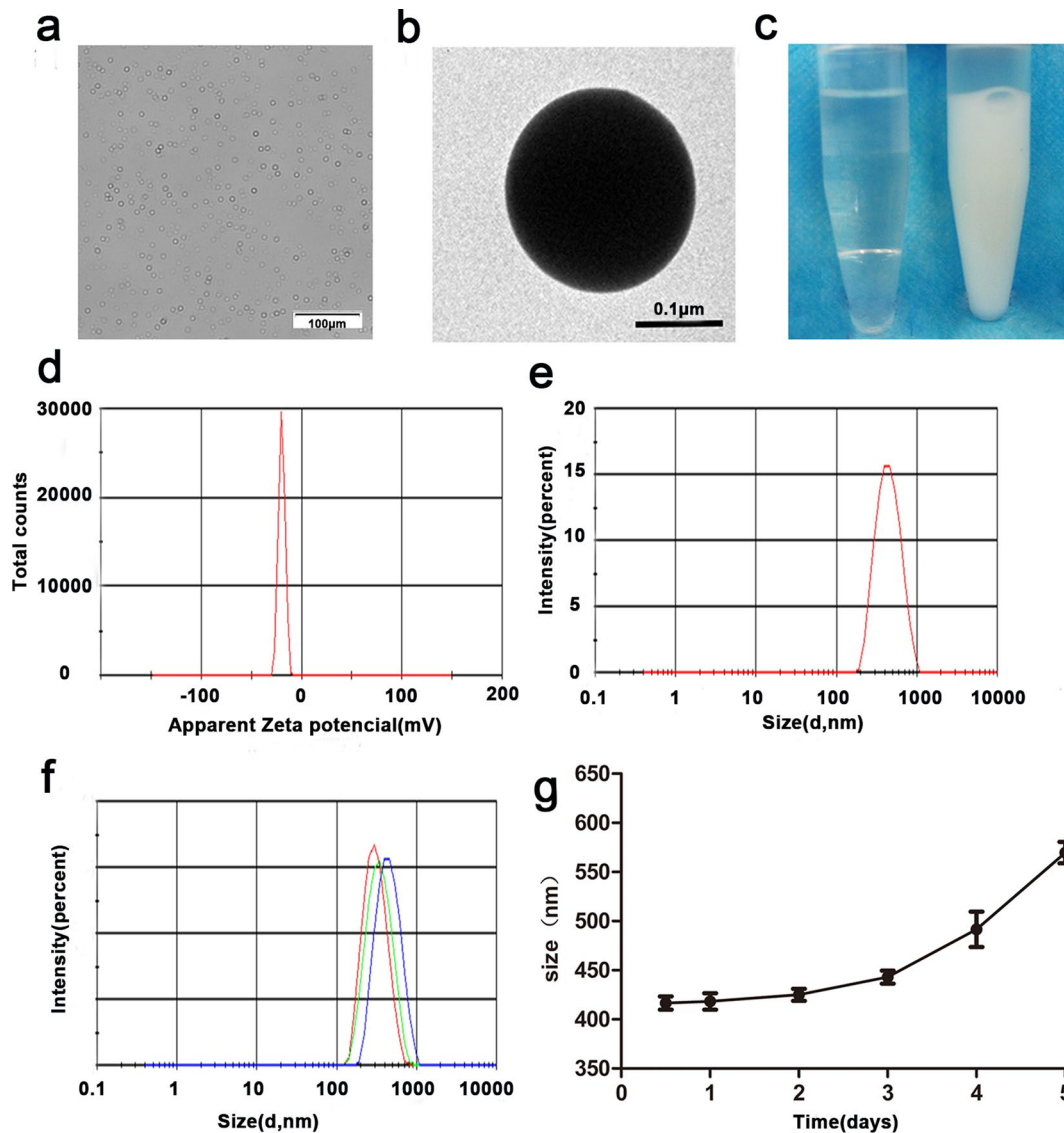 a
b
c
100μm
0.1μm
d
30000
20000
10000
0
Total counts
-100
0
100
200
Apparent Zeta potencial(mV)
e
20
15
10
5
0
Intensity(percent)
0.1
1
10
100
1000
10000
Size(d,nm)
f
Intensity(percent)
0.1
1
10
100
1000
10000
Size(d,nm)
g
650
600
550
500
450
400
350
size（nm）
0
1
2
3
4
5
Time(days)